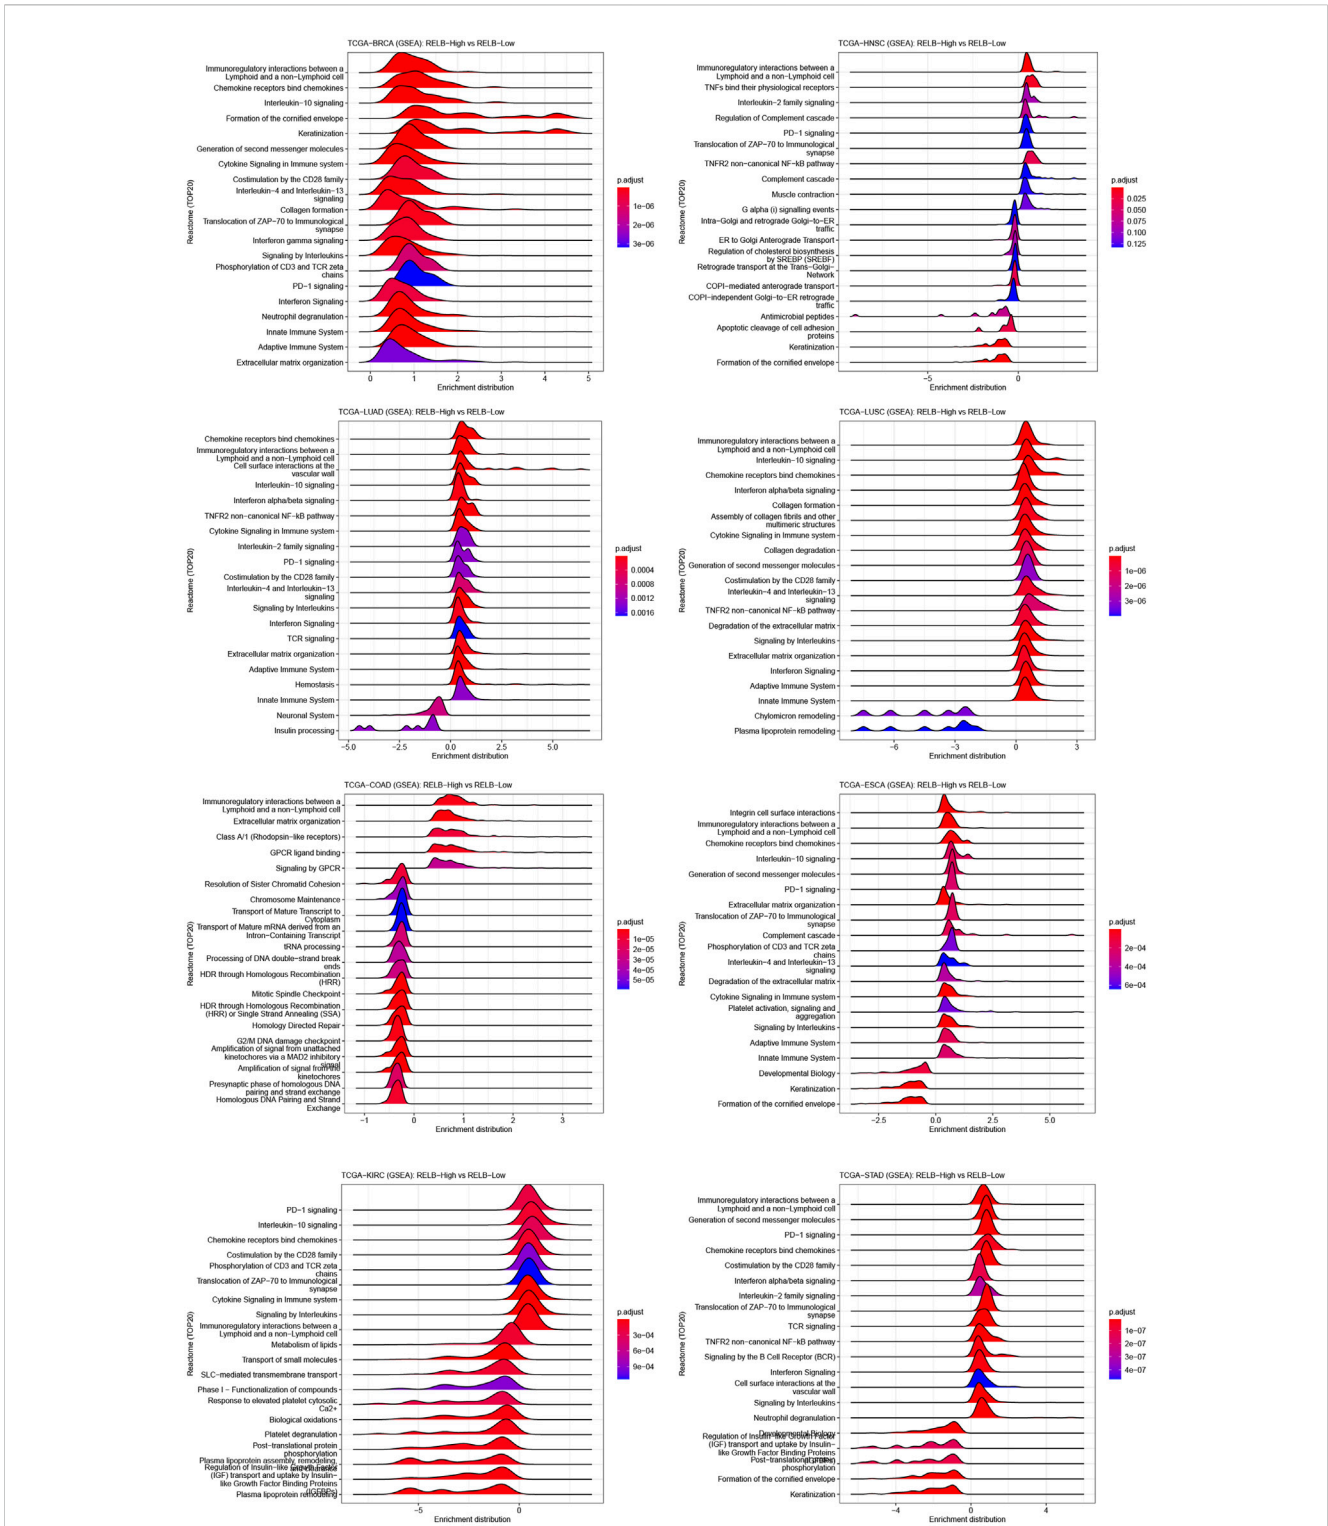 TCGA−BRCA (GSEA): RELB−High vs RELB−Low
Immunoregulatory interactions between a
Lymphoid and a non−Lymphoid cell
Chemokine receptors bind chemokines
Interleukin−10 signaling
Formation of the cornified envelope
Keratinization
Generation of second messenger molecules
Cytokine Signaling in Immune system
Costimulation by the CD28 family
Interleukin−4 and Interleukin−13
signaling
Collagen formation
Translocation of ZAP−70 to Immunological
synapse
Interferon gamma signaling
Signaling by Interleukins
Phosphorylation of CD3 and TCR zeta
chains
PD−1 signaling
Interferon Signaling
Neutrophil degranulation
Innate Immune System
Adaptive Immune System
Extracellular matrix organization
Reactome (TOP20)
0 1 2 3 4 5
Enrichment distribution
p.adjust
1e−06
2e−06
3e−06
TCGA−HNSC (GSEA): RELB−High vs RELB−Low
Immunoregulatory interactions between a
Lymphoid and a non−Lymphoid cell
TNFs bind their physiological receptors
Interleukin−2 family signaling
Regulation of Complement cascade
PD−1 signaling
Translocation of ZAP−70 to Immunological
synapse
TNFR2 non−canonical NF−kB pathway
Complement cascade
Muscle contraction
G alpha (i) signalling events
Intra−Golgi and retrograde Golgi−to−ER
traffic
ER to Golgi Anterograde Transport
Regulation of cholesterol biosynthesis
by SREBP (SREBF)
Retrograde transport at the Trans−Golgi−
Network
COPI−mediated anterograde transport
COPI−independent Golgi−to−ER retrograde
traffic
Antimicrobial peptides
Apoptotic cleavage of cell adhesion
proteins
Keratinization
Formation of the cornified envelope
Reactome (TOP20)
−5 0
Enrichment distribution
p.adjust
0.025
0.050
0.075
0.100
0.125
TCGA−LUAD (GSEA): RELB−High vs RELB−Low
Chemokine receptors bind chemokines
Immunoregulatory interactions between a
Lymphoid and a non−Lymphoid cell
Cell surface interactions at the
vascular wall
Interleukin−10 signaling
Interferon alpha/beta signaling
TNFR2 non−canonical NF−kB pathway
Cytokine Signaling in Immune system
Interleukin−2 family signaling
PD−1 signaling
Costimulation by the CD28 family
Interleukin−4 and Interleukin−13
signaling
Signaling by Interleukins
Interferon Signaling
TCR signaling
Extracellular matrix organization
Adaptive Immune System
Hemostasis
Innate Immune System
Neuronal System
Insulin processing
Reactome (TOP20)
−5.0 −2.5 0.0 2.5 5.0
Enrichment distribution
p.adjust
0.0004
0.0008
0.0012
0.0016
TCGA−LUSC (GSEA): RELB−High vs RELB−Low
Immunoregulatory interactions between a
Lymphoid and a non−Lymphoid cell
Interleukin−10 signaling
Chemokine receptors bind chemokines
Interferon alpha/beta signaling
Collagen formation
Assembly of collagen fibrils and other
multimeric structures
Cytokine Signaling in Immune system
Collagen degradation
Generation of second messenger molecules
Costimulation by the CD28 family
Interleukin−4 and Interleukin−13
signaling
TNFR2 non−canonical NF−kB pathway
Degradation of the extracellular matrix
Signaling by Interleukins
Extracellular matrix organization
Interferon Signaling
Adaptive Immune System
Innate Immune System
Chylomicron remodeling
Plasma lipoprotein remodeling
Reactome (TOP20)
−6 −3 0 3
Enrichment distribution
p.adjust
1e−06
2e−06
3e−06
TCGA−COAD (GSEA): RELB−High vs RELB−Low
Immunoregulatory interactions between a
Lymphoid and a non−Lymphoid cell
Extracellular matrix organization
Class A/1 (Rhodopsin−like receptors)
GPCR ligand binding
Signaling by GPCR
Resolution of Sister Chromatid Cohesion
Chromosome Maintenance
Transport of Mature Transcript to
Cytoplasm
Transport of Mature mRNA derived from an
Intron−Containing Transcript
tRNA processing
Processing of DNA double−strand break
ends
HDR through Homologous Recombination
(HRR)
Mitotic Spindle Checkpoint
HDR through Homologous Recombination
(HRR) or Single Strand Annealing (SSA)
Homology Directed Repair
G2/M DNA damage checkpoint
Amplification of signal from unattached
kinetochores via a MAD2 inhibitory
signal
Amplification of signal from the
kinetochores
Presynaptic phase of homologous DNA
pairing and strand exchange
Homologous DNA Pairing and Strand
Exchange
Reactome (TOP20)
−1 0 1 2 3
Enrichment distribution
p.adjust
1e−05
2e−05
3e−05
4e−05
5e−05
TCGA−ESCA (GSEA): RELB−High vs RELB−Low
Integrin cell surface interactions
Immunoregulatory interactions between a
Lymphoid and a non−Lymphoid cell
Chemokine receptors bind chemokines
Interleukin−10 signaling
Generation of second messenger molecules
PD−1 signaling
Extracellular matrix organization
Translocation of ZAP−70 to Immunological
synapse
Complement cascade
Phosphorylation of CD3 and TCR zeta
chains
Interleukin−4 and Interleukin−13
signaling
Degradation of the extracellular matrix
Cytokine Signaling in Immune system
Platelet activation, signaling and
aggregation
Signaling by Interleukins
Adaptive Immune System
Innate Immune System
Developmental Biology
Keratinization
Formation of the cornified envelope
Reactome (TOP20)
−2.5 0.0 2.5 5.0
Enrichment distribution
p.adjust
2e−04
4e−04
6e−04
TCGA−KIRC (GSEA): RELB−High vs RELB−Low
PD−1 signaling
Interleukin−10 signaling
Chemokine receptors bind chemokines
Costimulation by the CD28 family
Phosphorylation of CD3 and TCR zeta
chains
Translocation of ZAP−70 to Immunological
synapse
Cytokine Signaling in Immune system
Signaling by Interleukins
Immunoregulatory interactions between a
Lymphoid and a non−Lymphoid cell
Metabolism of lipids
Transport of small molecules
SLC−mediated transmembrane transport
Phase I − Functionalization of compounds
Response to elevated platelet cytosolic
Ca2+
Biological oxidations
Platelet degranulation
Post−translational protein
phosphorylation
Plasma lipoprotein assembly, remodeling,
Regulation of Insulin−like Growth Factor
(IGF) transport and uptake by Insulin−
like Growth Factor Binding Proteins
(IGFBPs)
Plasma lipoprotein remodeling
Reactome (TOP20)
−5 0
Enrichment distribution
p.adjust
3e−04
6e−04
9e−04
TCGA−STAD (GSEA): RELB−High vs RELB−Low
Immunoregulatory interactions between a
Lymphoid and a non−Lymphoid cell
Generation of second messenger molecules
PD−1 signaling
Chemokine receptors bind chemokines
Costimulation by the CD28 family
Interferon alpha/beta signaling
Interleukin−2 family signaling
Translocation of ZAP−70 to Immunological
synapse
TCR signaling
TNFR2 non−canonical NF−kB pathway
Signaling by the B Cell Receptor (BCR)
Interferon Signaling
Cell surface interactions at the
vascular wall
Signaling by Interleukins
Neutrophil degranulation
Developmental Biology
Regulation of Insulin−like Growth Factor
(IGF) transport and uptake by Insulin−
like Growth Factor Binding Proteins
Post−translational protein
phosphorylation
Formation of the cornified envelope
Keratinization
Reactome (TOP20)
−4 0 4
Enrichment distribution
p.adjust
1e−07
2e−07
3e−07
4e−07